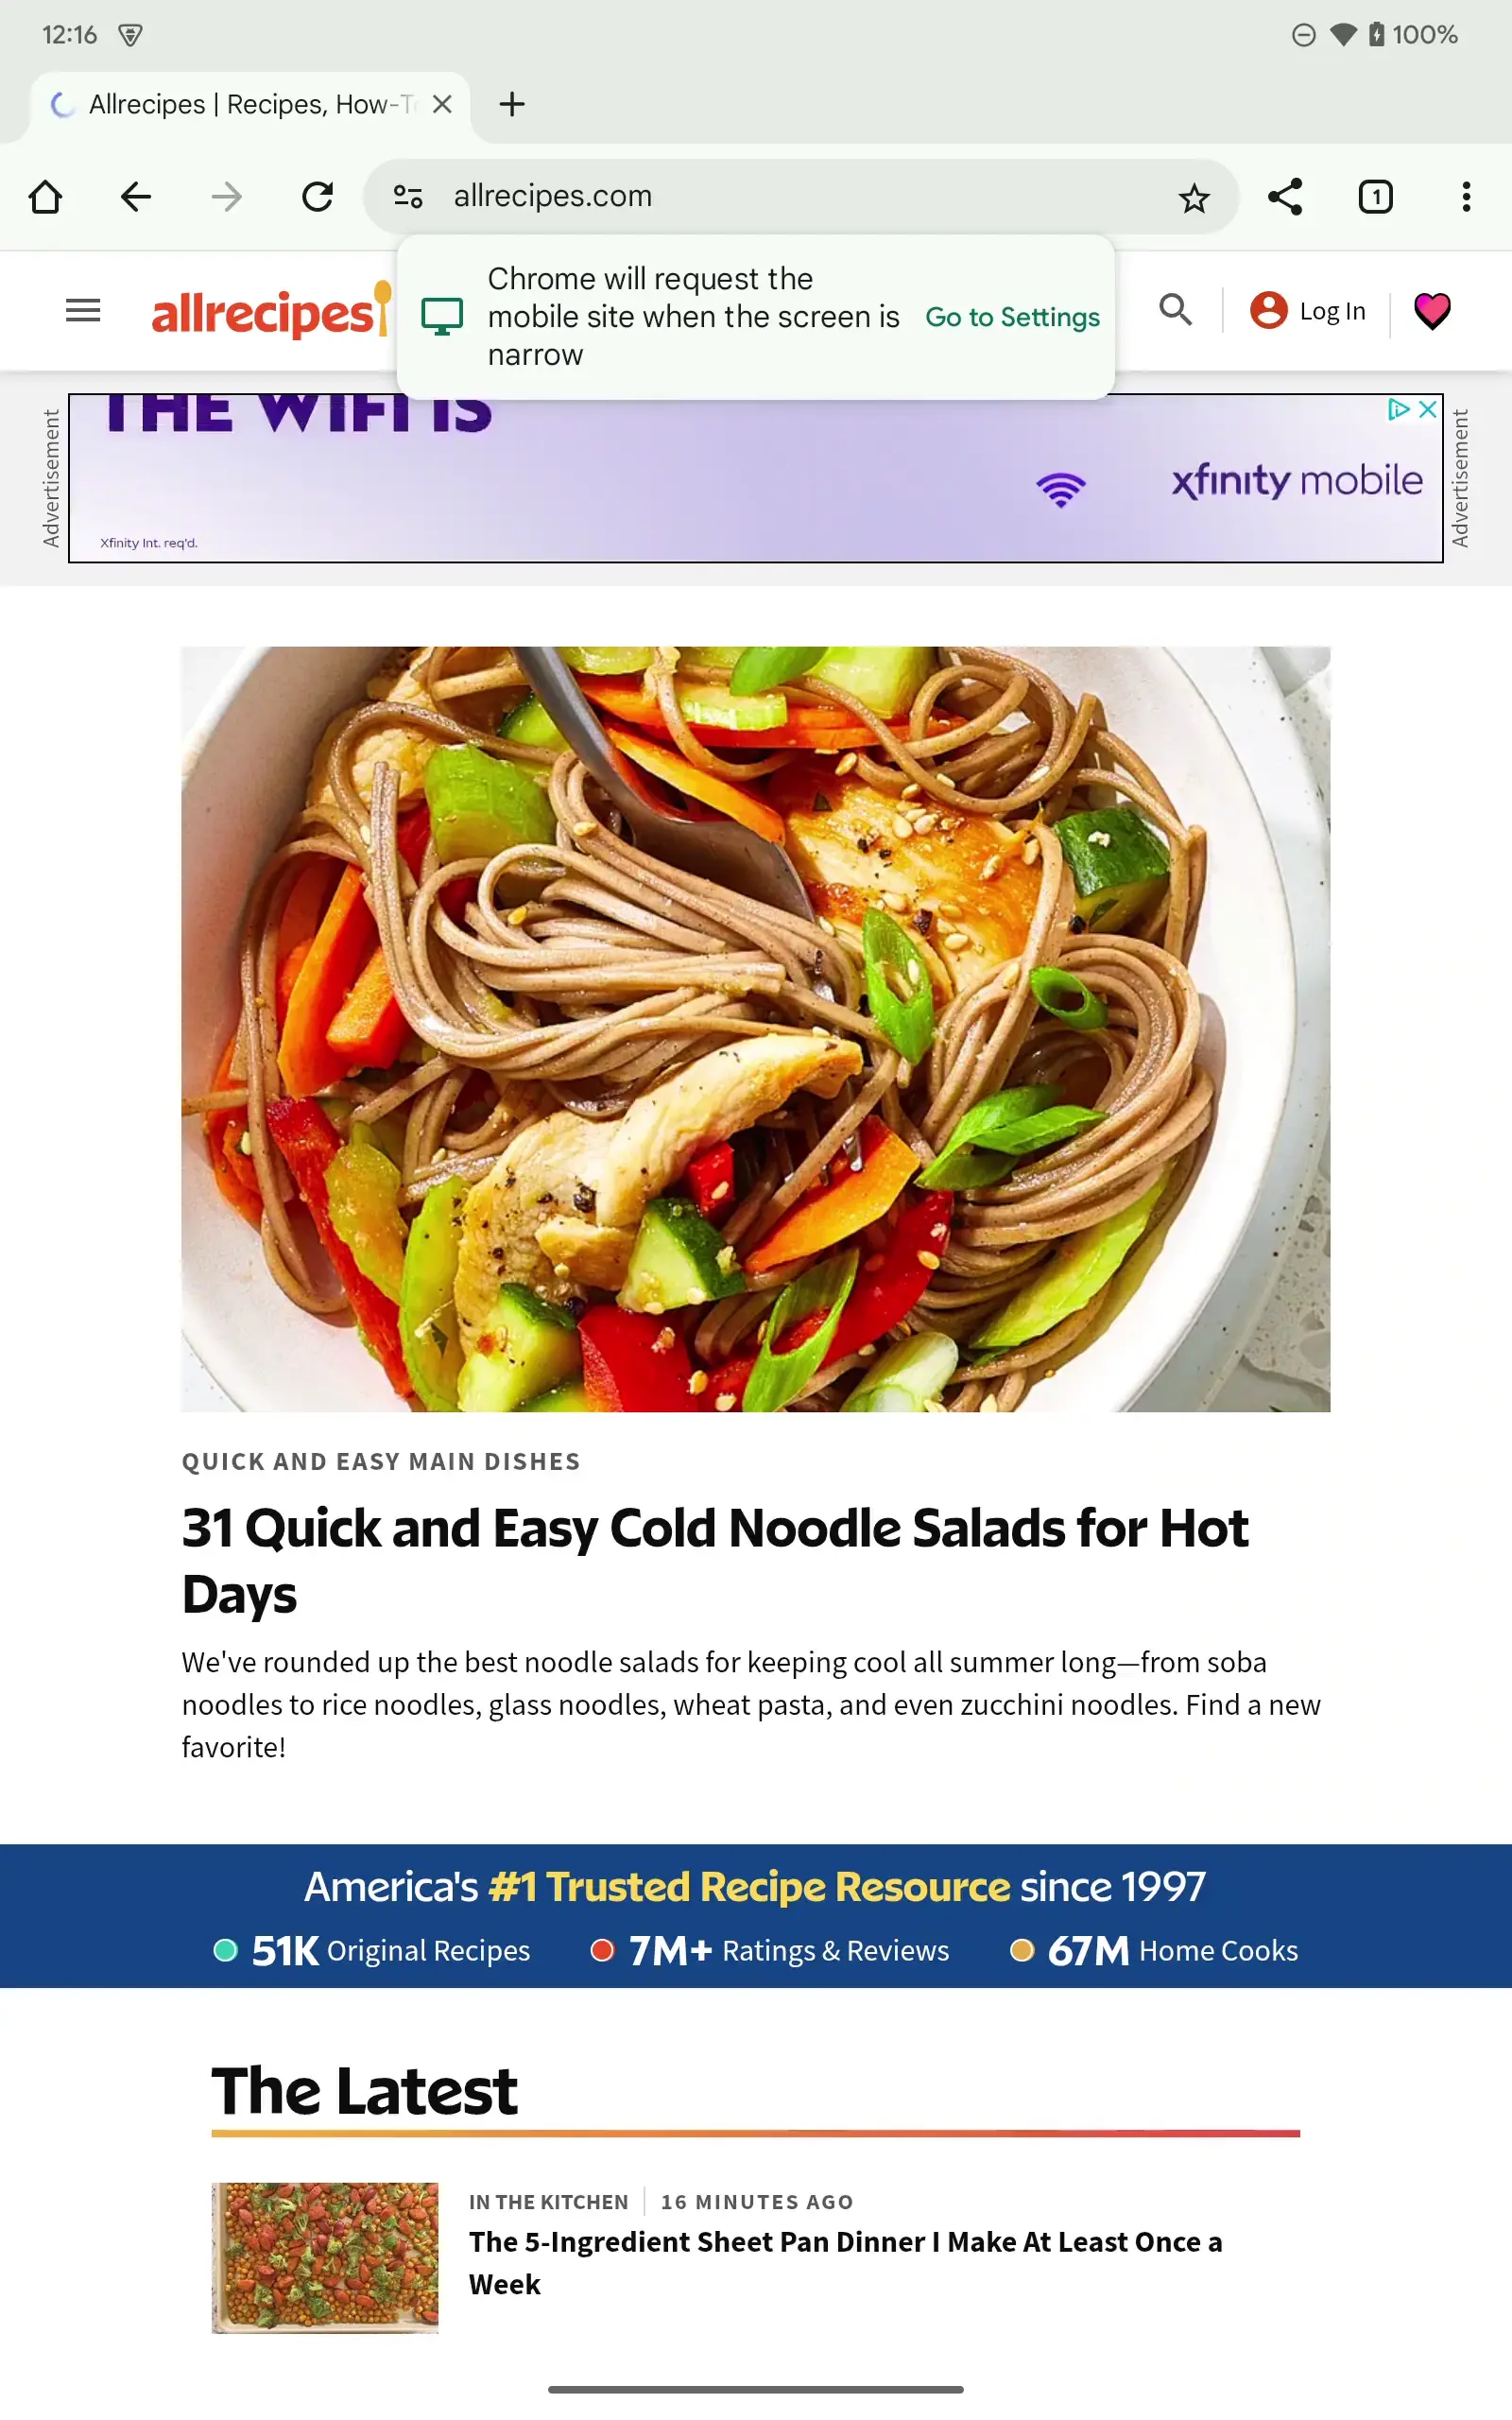 12:16
100%
Allrecipes | Recipes, How-T
allrecipes.com
1
Chrome will request the
mobile site when the screen is
narrow
Go to Settings
allrecipes
Log In
Advertisement
THE WIFI IS
xfinity mobile
Xfinity Int. req'd.
Advertisement
QUICK AND EASY MAIN DISHES
31 Quick and Easy Cold Noodle Salads for Hot
Days
We've rounded up the best noodle salads for keeping cool all summer long—from soba
noodles to rice noodles, glass noodles, wheat pasta, and even zucchini noodles. Find a new
favorite!
America's #1 Trusted Recipe Resource since 1997
51K Original Recipes
7M+ Ratings & Reviews
67M Home Cooks
The Latest
IN THE KITCHEN
16 MINUTES AGO
The 5-Ingredient Sheet Pan Dinner I Make At Least Once a
Week